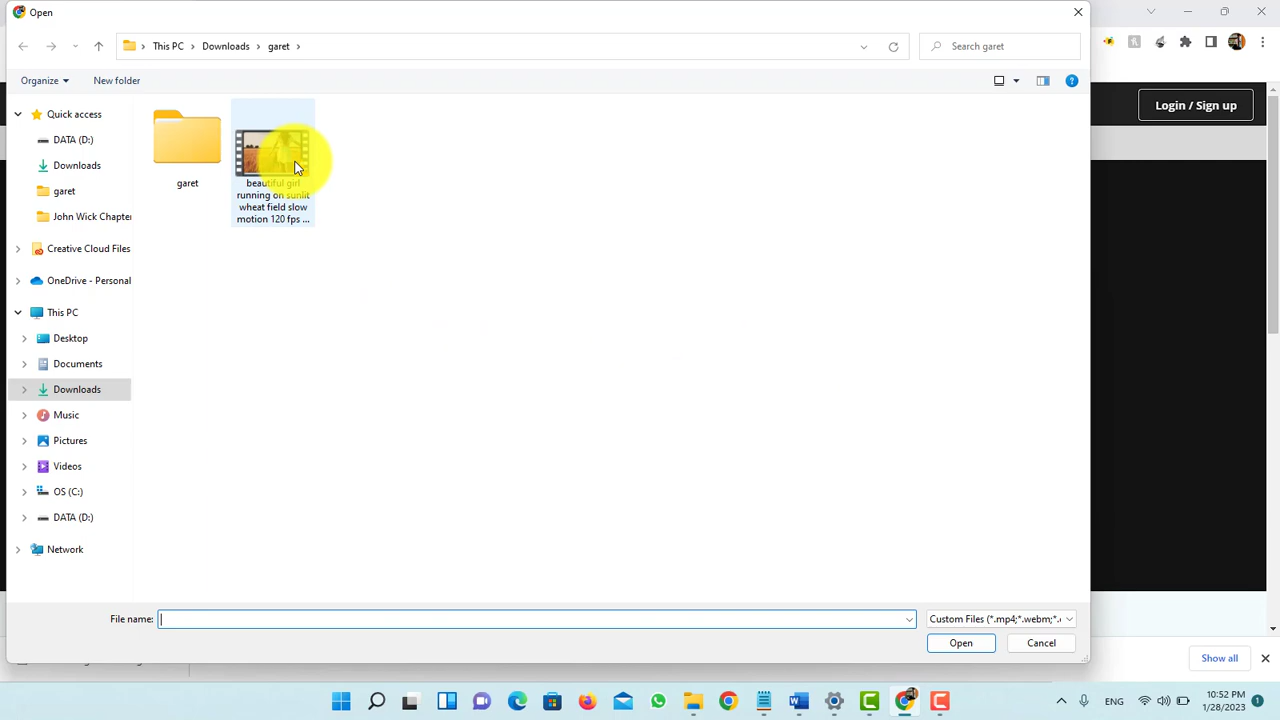 Open
This PC
Downloads
garet
Search garet
Organize
New folder
Quick access
DATA (D:)
Downloads
garet
John Wick Chapter
Creative Cloud Files
OneDrive - Personal
This PC
Desktop
Documents
Downloads
Music
Pictures
Videos
OS (C:)
DATA (D:)
Network
garet
beautiful girl
running on sunlit
wheat field slow
motion 120 fps ...
Login / Sign up
File name:
Custom Files (*.mp4;*.webm;*.
Open
Cancel
Show all
ENG
10:52 PM
1/28/2023
1